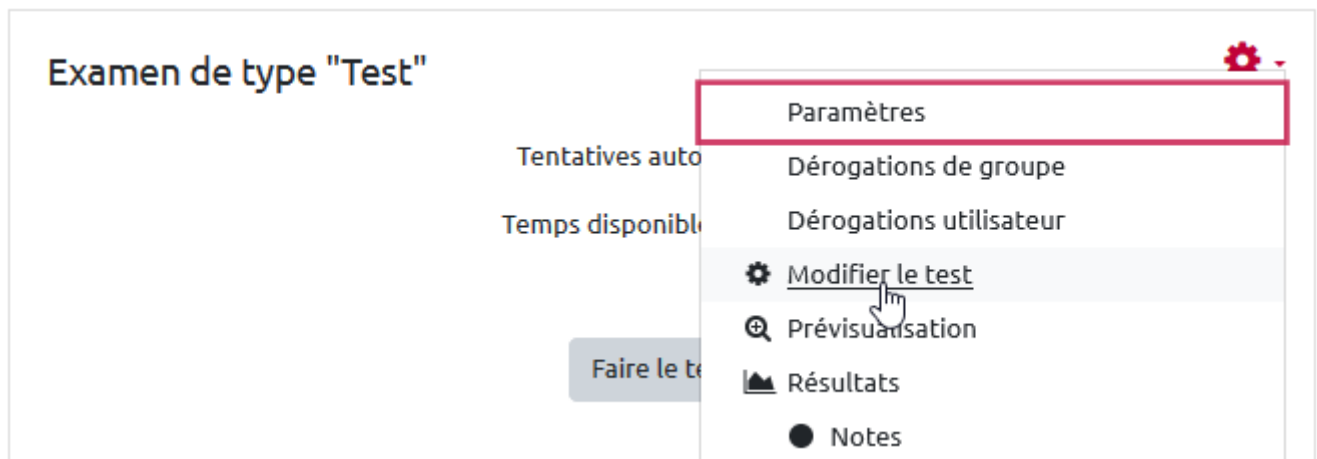 Examen de type "Test"
Paramètres
Tentatives auto
Dérogations de groupe
Temps disponibl
Dérogations utilisateur
Modifier le test
Prévisualisation
Faire le te
Résultats
Notes